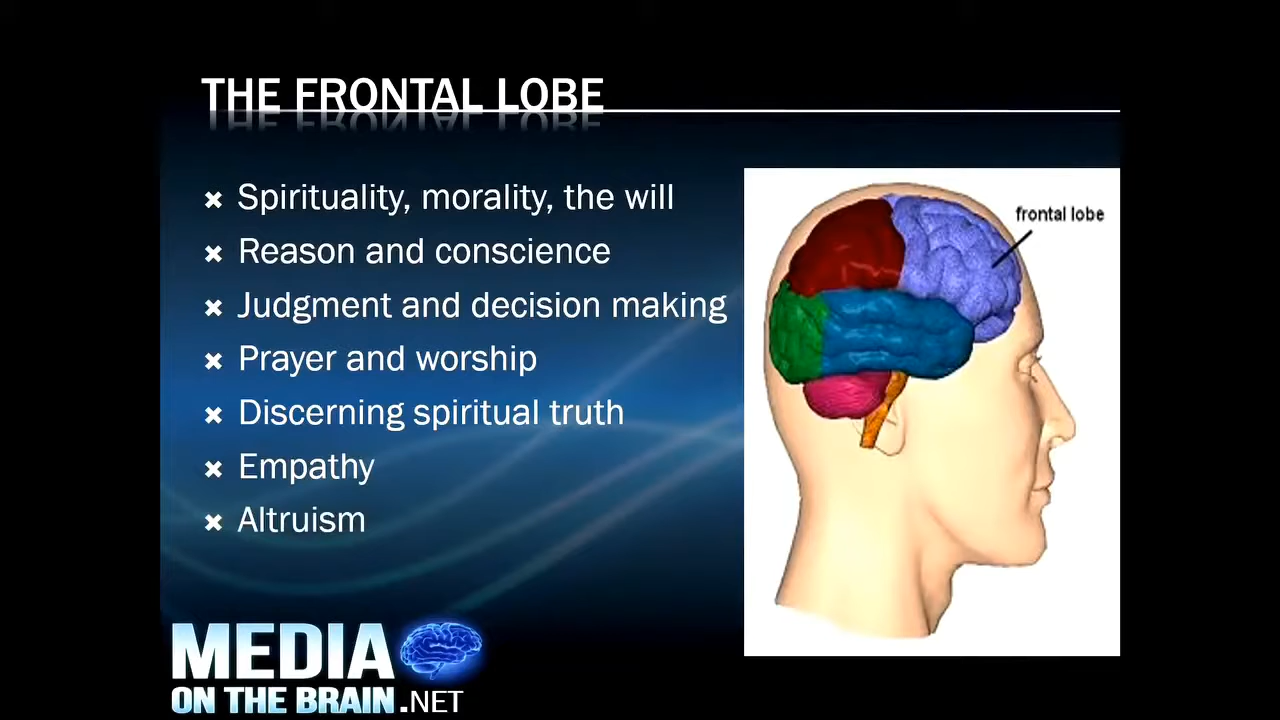 THE FRONTAL LOBE
Spirituality, morality, the will
Reason and conscience
Judgment and decision making
Prayer and worship
Discerning spiritual truth
Empathy
Altruism
frontal lobe
MEDIA
ON THE BRAIN.NET